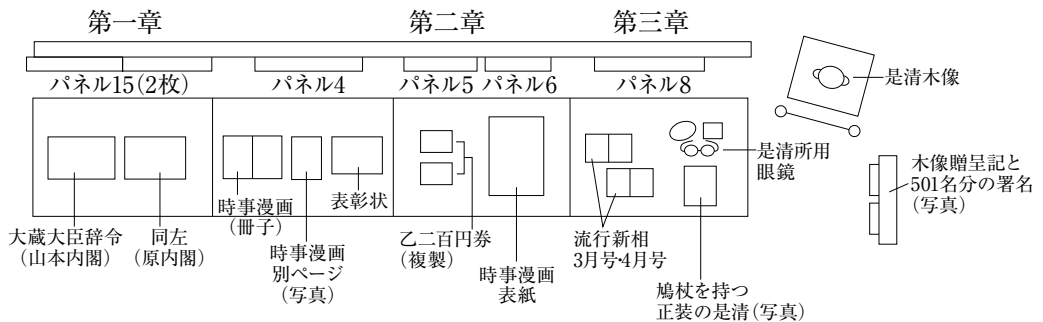 第一章
第二章
第三章
パネル15(2枚)
パネル4
パネル5
パネル6
パネル8
是清木像
大蔵大臣辞令
(山本内閣)
同左
(原内閣)
時事漫画
(冊子)
時事漫画
別ページ
(写真)
表彰状
乙二百円券
(複製)
時事漫画
表紙
流行新相
3月号・4月号
是清所用
眼鏡
鳩杖を持つ
正装の是清(写真)
木像贈呈記と
501名分の署名
(写真)